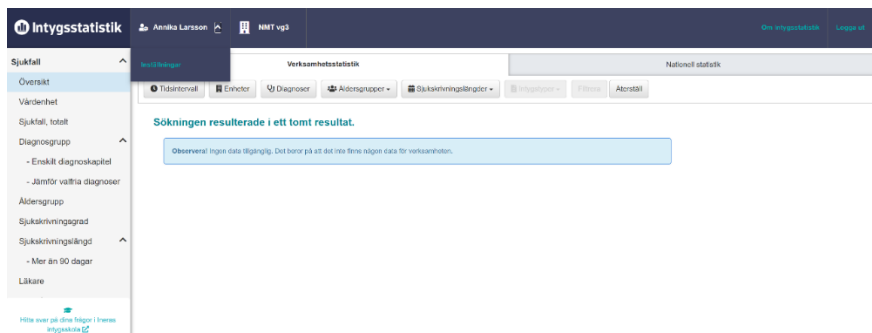 Intygsstatistik
Annika Larsson
NMT vg3
Om Intygsstatistik
Logga ut
Inställningar
Sjukfall
Översikt
Vårdenhet
Sjukfall, totalt
Diagnosgrupp
- Enskilt diagnoskapitel
- Jämför valfria diagnoser
Åldersgrupp
Sjukskrivningsgrad
Sjukskrivningslängd
- Mer än 90 dagar
Läkare
Hitta svar på dina frågor i Ineras
Intygsskola
Verksamhetsstatistik
Nationell statistik
Tidsintervall
Enheter
Diagnoser
Åldersgrupper
Sjukskrivningslängder
Intygstyper
Filtrera
Återställ
Sökningen resulterade i ett tomt resultat.
Observera! Ingen data tillgänglig. Det beror på att det inte finns någon data för verksamheten.